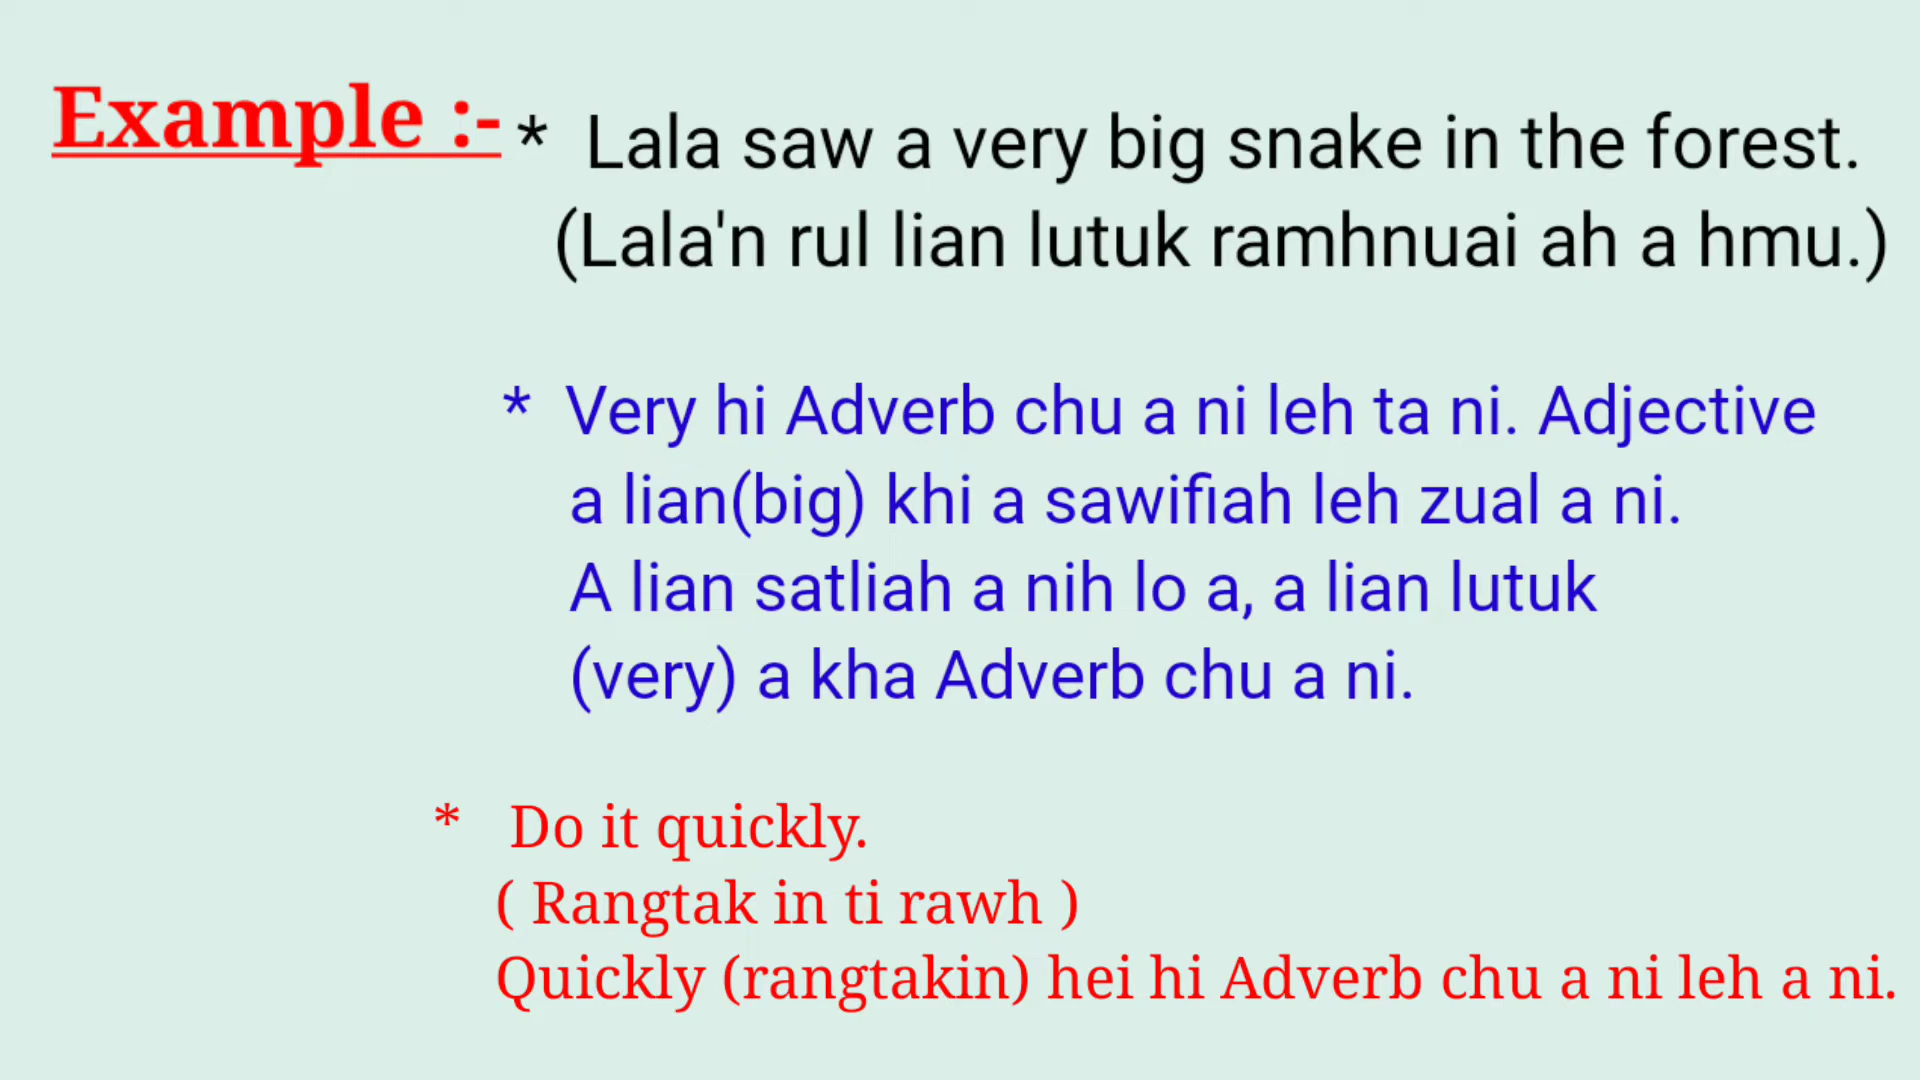 Example :- * Lala saw a very big snake in the forest.
(Lala'n rul lian lutuk ramhnuai ah a hmu.)
* Very hi Adverb chu a ni leh ta ni. Adjective
a lian(big) khi a sawifiah leh zual a ni.
A lian satliah a nih lo a, a lian lutuk
(very) a kha Adverb chu a ni.
* Do it quickly.
( Rangtak in ti rawh )
Quickly (rangtakin) hei hi Adverb chu a ni leh a ni.